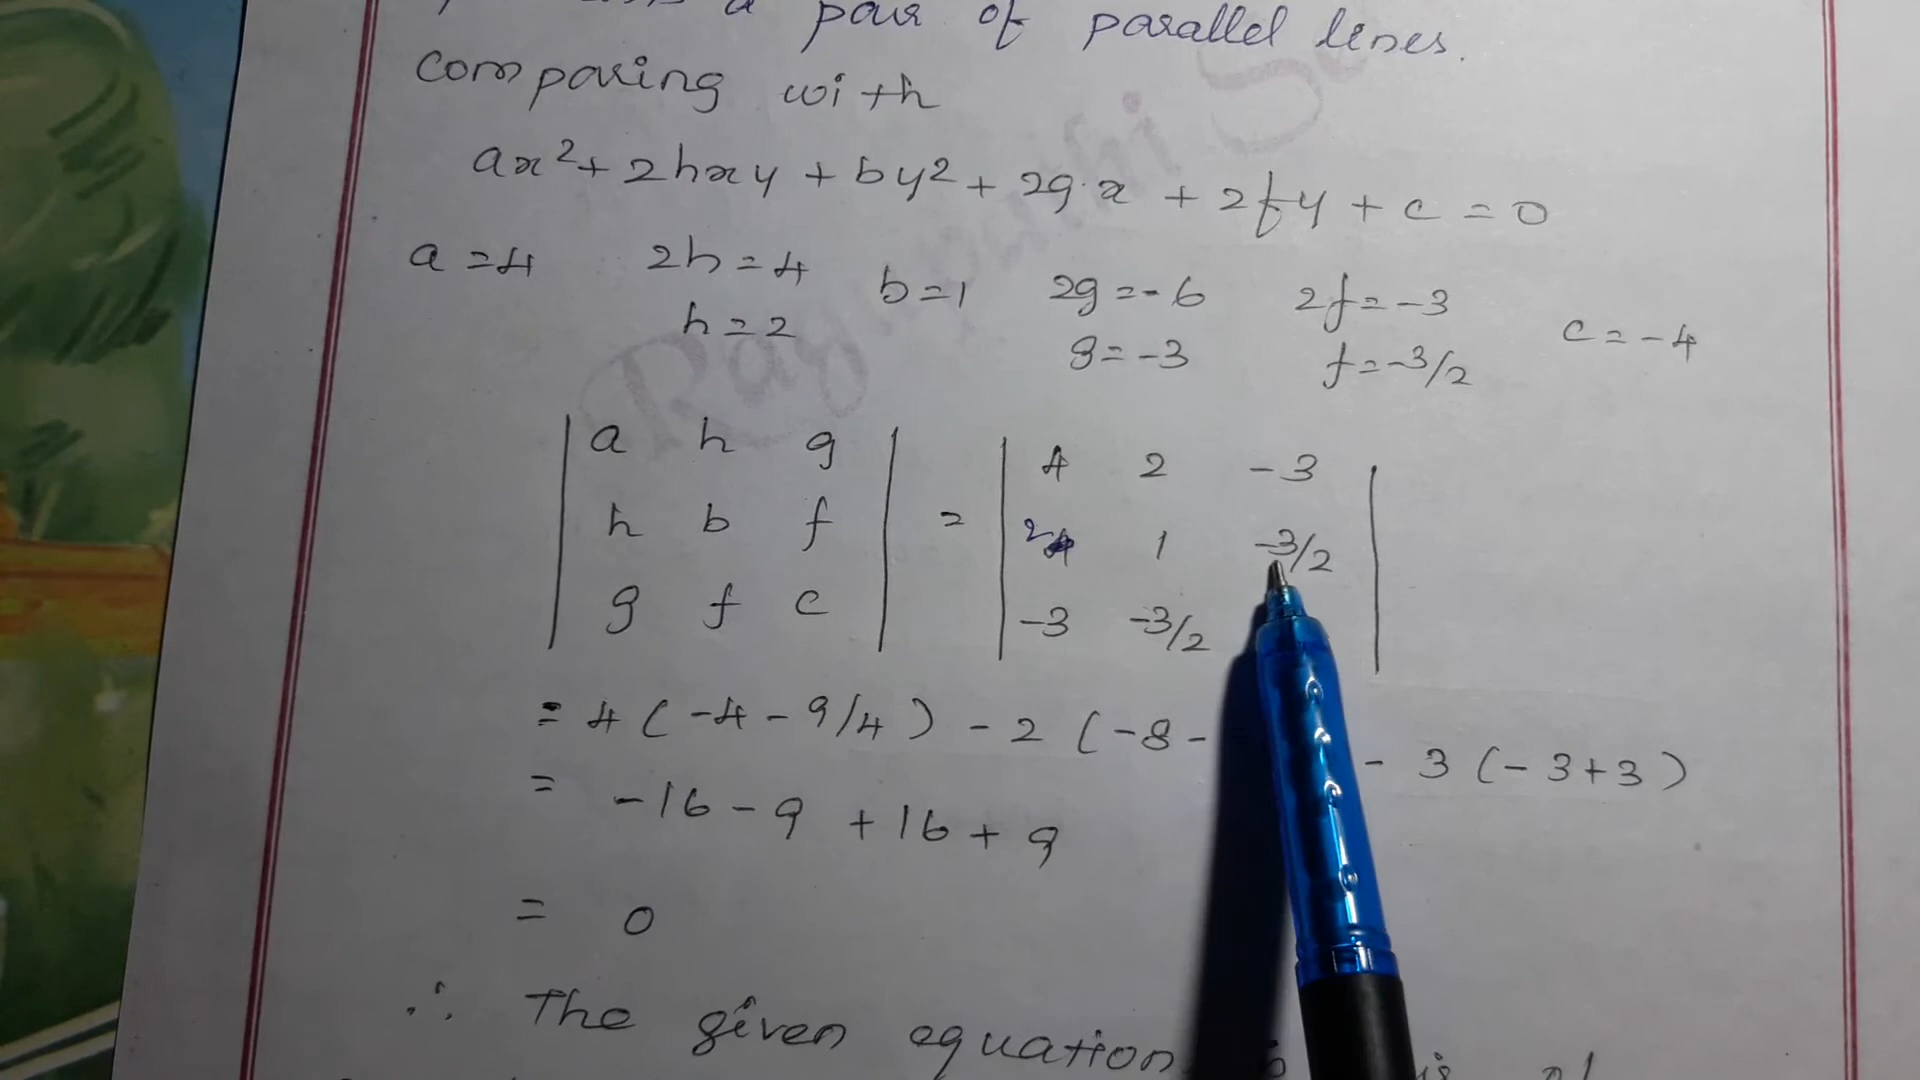 a pair of parallel lines.
comparing with
ax² + 2hxy + by² + 2g·x + 2fy + c = 0
a = 4 2h = 4 b = 1 2g = -6 2f = -3 c = -4
h = 2 g = -3 f = -3/2
| a h g | | 4 2 -3 |
| h b f | = | 2 1 -3/2 |
| g f c | | -3 -3/2 |
= 4 ( -4 - 9/4 ) - 2 ( -8 - - 3 ( - 3 + 3 )
= -16 - 9 + 16 + 9
= 0
∴ The given equation